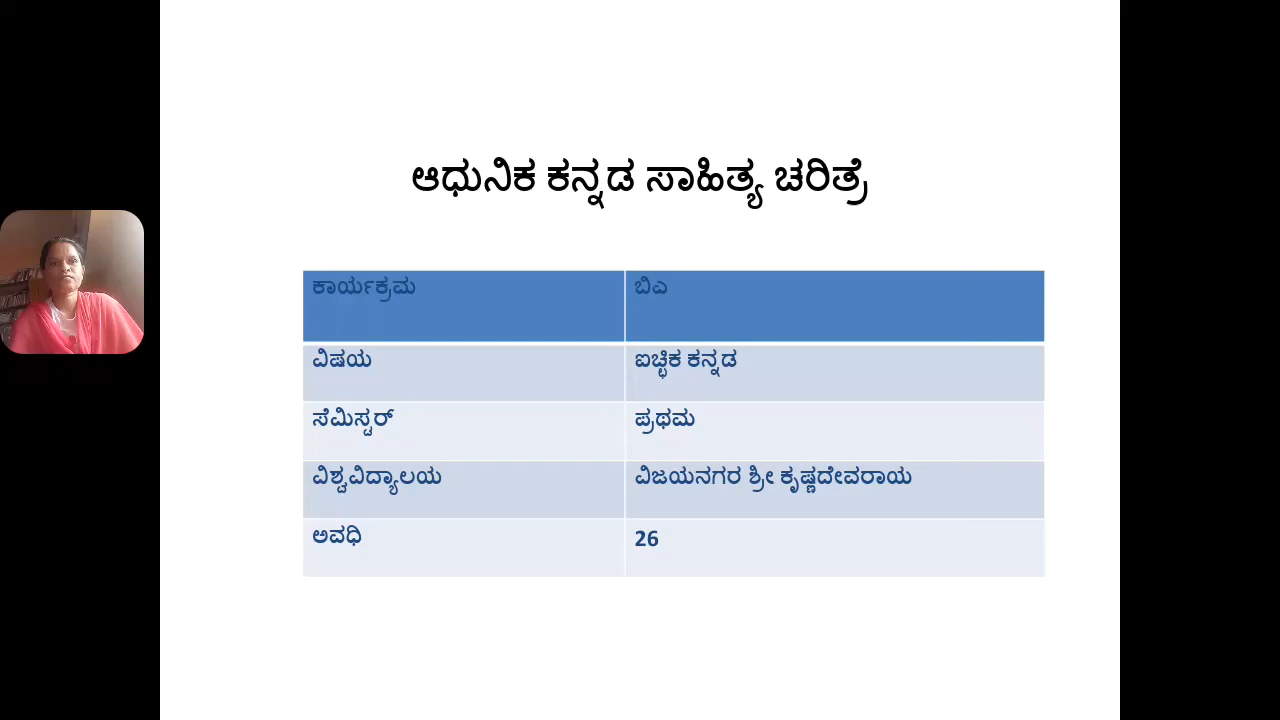 ಆಧುನಿಕ ಕನ್ನಡ ಸಾಹಿತ್ಯ ಚರಿತ್ರೆ
ಕಾರ್ಯಕ್ರಮ ಬಿಎ
ವಿಷಯ ಐಚ್ಛಿಕ ಕನ್ನಡ
ಸೆಮಿಸ್ಟರ್ ಪ್ರಥಮ
ವಿಶ್ವವಿದ್ಯಾಲಯ ವಿಜಯನಗರ ಶ್ರೀ ಕೃಷ್ಣದೇವರಾಯ
ಅವಧಿ 26